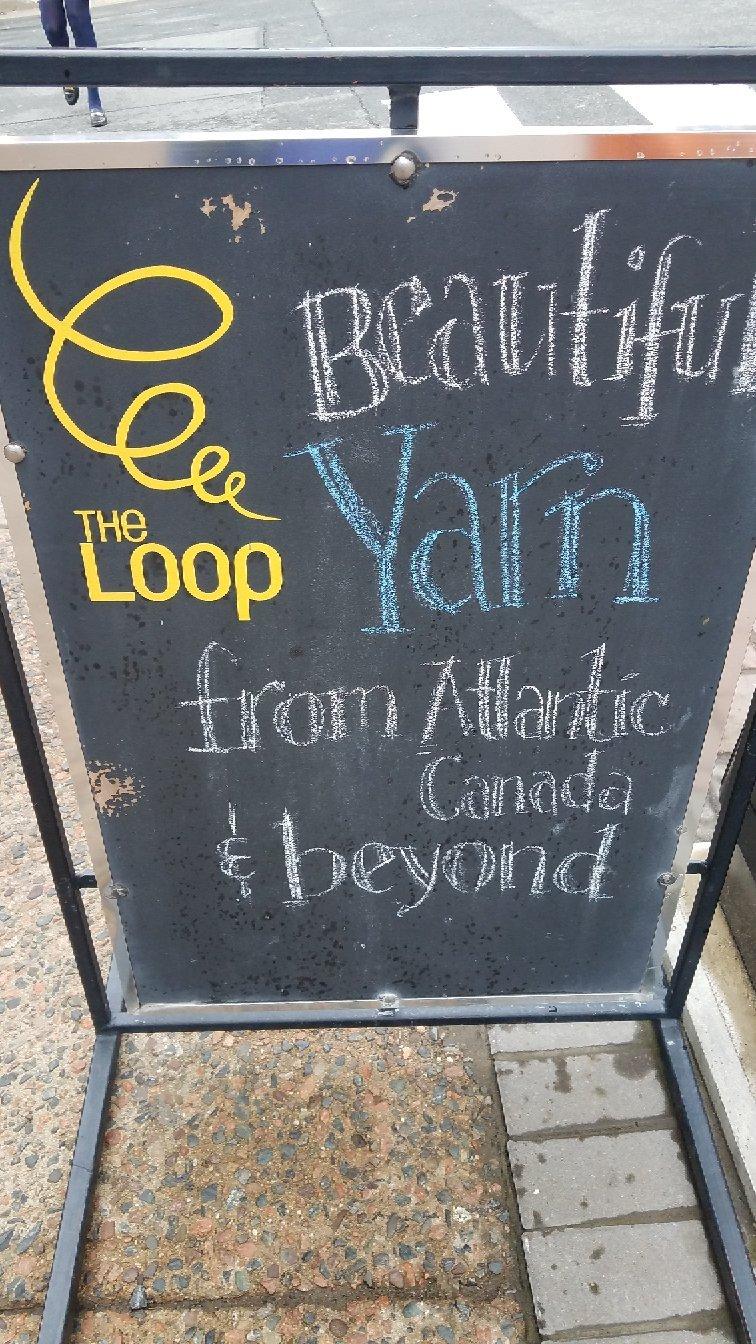 THE
LOOP
Beautiful
Yarn
from Atlantic
Canada
& beyond